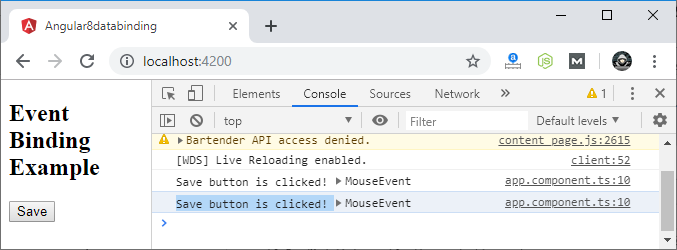 Angular8databinding
localhost:4200
Event
Binding
Example
Save
Elements Console Sources Network 1
top Filter Default levels
Bartender API access denied. content page.js:2615
[WDS] Live Reloading enabled. client:52
Save button is clicked! MouseEvent app.component.ts:10
Save button is clicked! MouseEvent app.component.ts:10